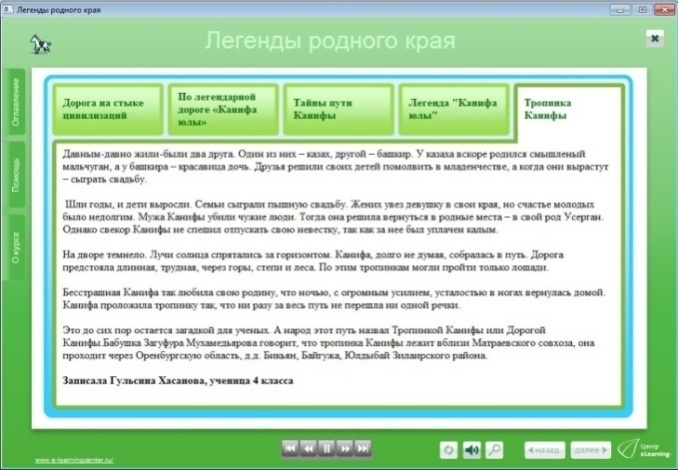 Легенды родного края
Легенды родного края
Оглавление
Помощь
О курсе
Дорога на стыке
цивилизаций
По легендарной
дороге «Канифа
юлы»
Тайны пути
Канифы
Легенда "Канифа
юлы"
Тропинка
Канифы
Давным-давно жили-были два друга. Один из них – казах, другой – башкир. У казаха вскоре родился смышленый
мальчуган, а у башкира – красавица дочь. Друзья решили своих детей помолвить в младенчестве, а когда они вырастут
– сыграть свадьбу.
Шли годы, и дети выросли. Семьи сыграли пышную свадьбу. Жених увез девушку в свои края, но счастье молодых
было недолгим. Мужа Канифы убили чужие люди. Тогда она решила вернуться в родные места – в свой род Усерган.
Однако свекор Канифы не спешил отпускать свою невестку, так как за нее был уплачен калым.
На дворе темнело. Лучи солнца спрятались за горизонтом. Канифа, долго не думая, собралась в путь. Дорога
предстояла длинная, трудная, через горы, степи и леса. По этим тропинкам могли пройти только лошади.
Бесстрашная Канифа так любила свою родину, что ночью, с огромным усилием, усталостью в ногах вернулась домой.
Канифа проложила тропинку так, что ни разу за весь путь не перешла ни одной речки.
Это до сих пор остается загадкой для ученых. А народ этот путь назвал Тропинкой Канифы или Дорогой
Канифы.Бабушка Загуфура Мухамедьярова говорит, что тропинка Канифы лежит вблизи Матраевского совхоза, она
проходит через Оренбургскую область, д.д. Бикьян, Байгужа, Юлдыбай Зилаирского района.
Записала Гульсина Хасанова, ученица 4 класса
www.e-learningcenter.ru/
назад
далее
Центр
eLearning